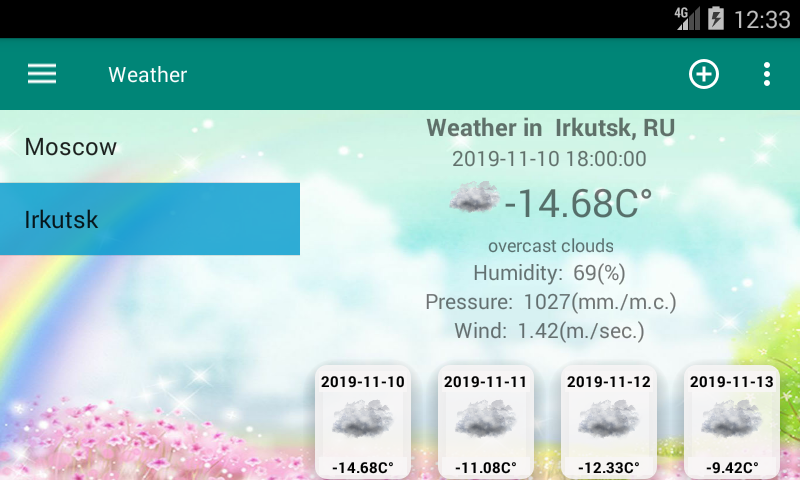 4G 12:33
Weather
Moscow
Irkutsk
Weather in  Irkutsk, RU
2019-11-10 18:00:00
-14.68C°
overcast clouds
Humidity:  69(%)
Pressure:  1027(mm./m.c.)
Wind:  1.42(m./sec.)
2019-11-10 2019-11-11 2019-11-12 2019-11-13
-14.68C° -11.08C° -12.33C° -9.42C°